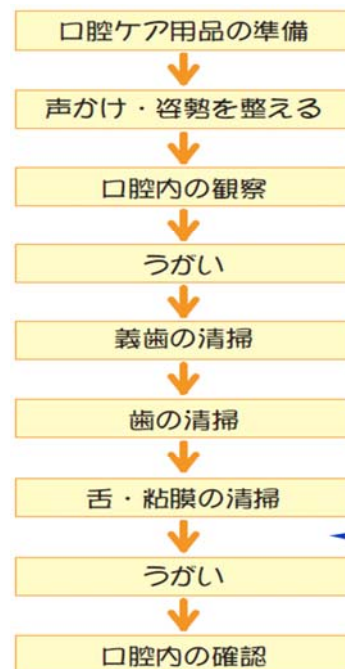 口腔ケア用品の準備
声かけ・姿勢を整える
口腔内の観察
うがい
義歯の清掃
歯の清掃
舌・粘膜の清掃
うがい
口腔内の確認